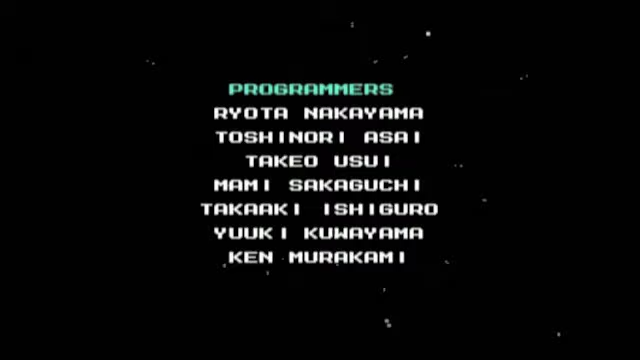 PROGRAMMERS
RYOTA NAKAYAMA
TOSHINORI ASAI
TAKEO USUI
MAMI SAKAGUCHI
TAKAAKI ISHIGURO
YUUKI KUWAYAMA
KEN MURAKAMI